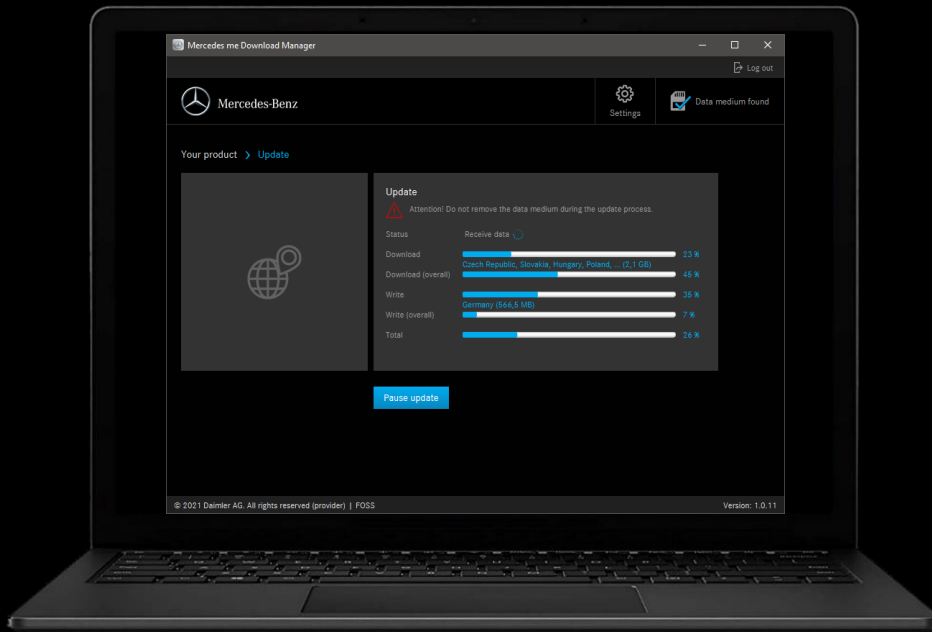 Mercedes me Download Manager
Log out
Mercedes-Benz
Settings
Data medium found
Your product > Update
Update
Attention! Do not remove the data medium during the update process.
Status Receive data
Download 23 %
Czech Republic, Slovakia, Hungary, Poland, ... (2,1 GB)
Download (overall) 45 %
Write 35 %
Germany (566,5 MB)
Write (overall) 7 %
Total 26 %
Pause update
© 2021 Daimler AG. All rights reserved (provider) | FOSS
Version: 1.0.11